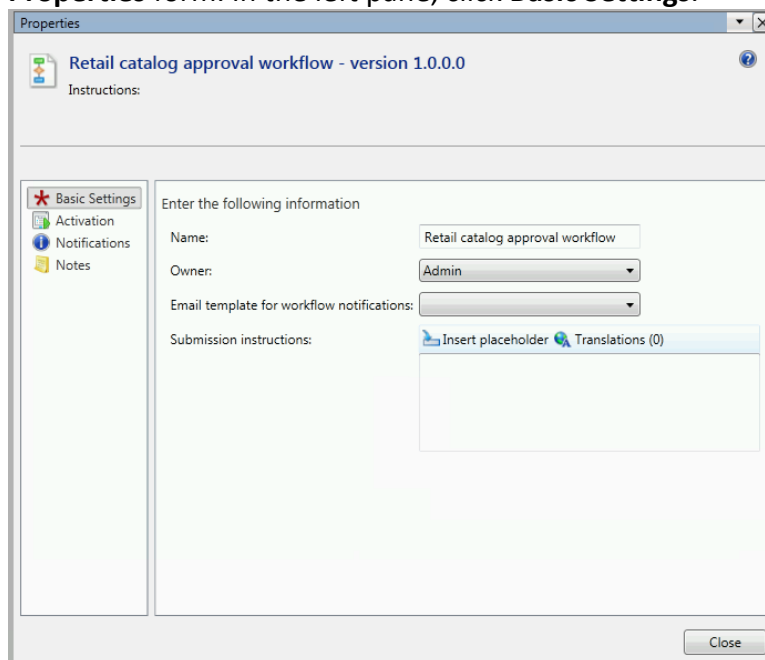 Properties form. In the left pane, click Basic Settings.
Properties
Retail catalog approval workflow - version 1.0.0.0
Instructions:
Basic Settings
Activation
Notifications
Notes
Enter the following information
Name:
Retail catalog approval workflow
Owner:
Admin
Email template for workflow notifications:
Submission instructions:
Insert placeholder
Translations (0)
Close